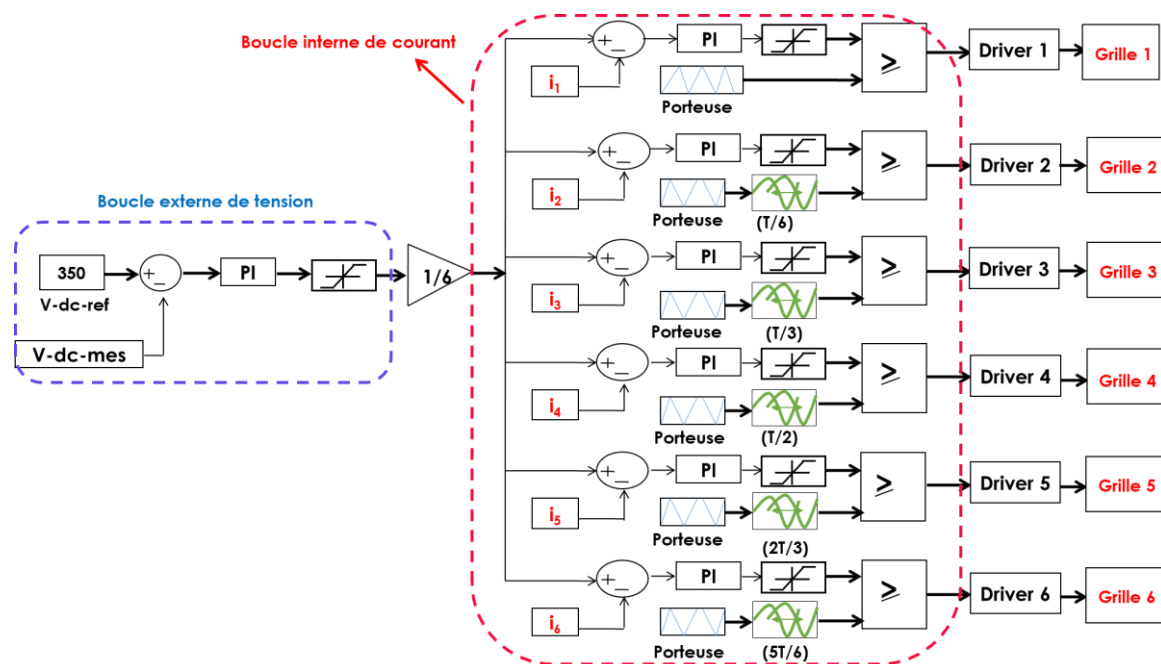 Boucle interne de courant
+
_
PI
≥
Driver 1
Grille 1
i₁
Porteuse
+
_
PI
≥
Driver 2
Grille 2
i₂
Porteuse
(T/6)
Boucle externe de tension
350
V-dc-ref
+
_
PI
1/6
V-dc-mes
+
_
PI
≥
Driver 3
Grille 3
i₃
Porteuse
(T/3)
+
_
PI
≥
Driver 4
Grille 4
i₄
Porteuse
(T/2)
+
_
PI
≥
Driver 5
Grille 5
i₅
Porteuse
(2T/3)
+
_
PI
≥
Driver 6
Grille 6
i₆
Porteuse
(5T/6)